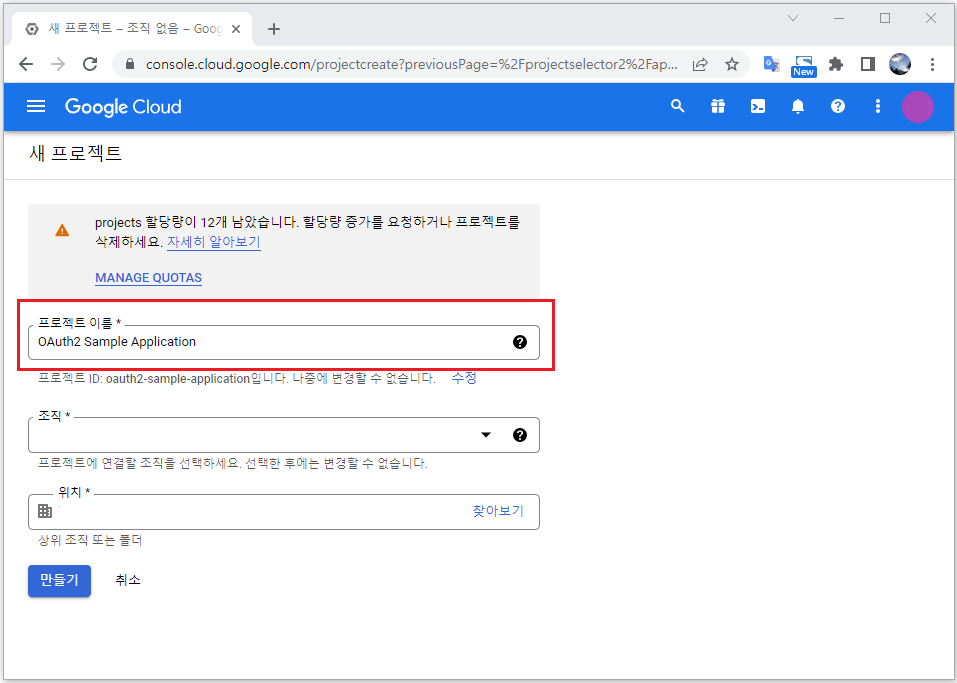 새 프로젝트 – 조직 없음 – Goog
console.cloud.google.com/projectcreate?previousPage=%2Fprojectselector2%2Fap...
New
Google Cloud
새 프로젝트
projects 할당량이 12개 남았습니다. 할당량 증가를 요청하거나 프로젝트를
삭제하세요. 자세히 알아보기
MANAGE QUOTAS
프로젝트 이름 *
OAuth2 Sample Application
프로젝트 ID: oauth2-sample-application입니다. 나중에 변경할 수 없습니다. 수정
조직 *
프로젝트에 연결할 조직을 선택하세요. 선택한 후에는 변경할 수 없습니다.
위치 *
찾아보기
상위 조직 또는 폴더
만들기 취소